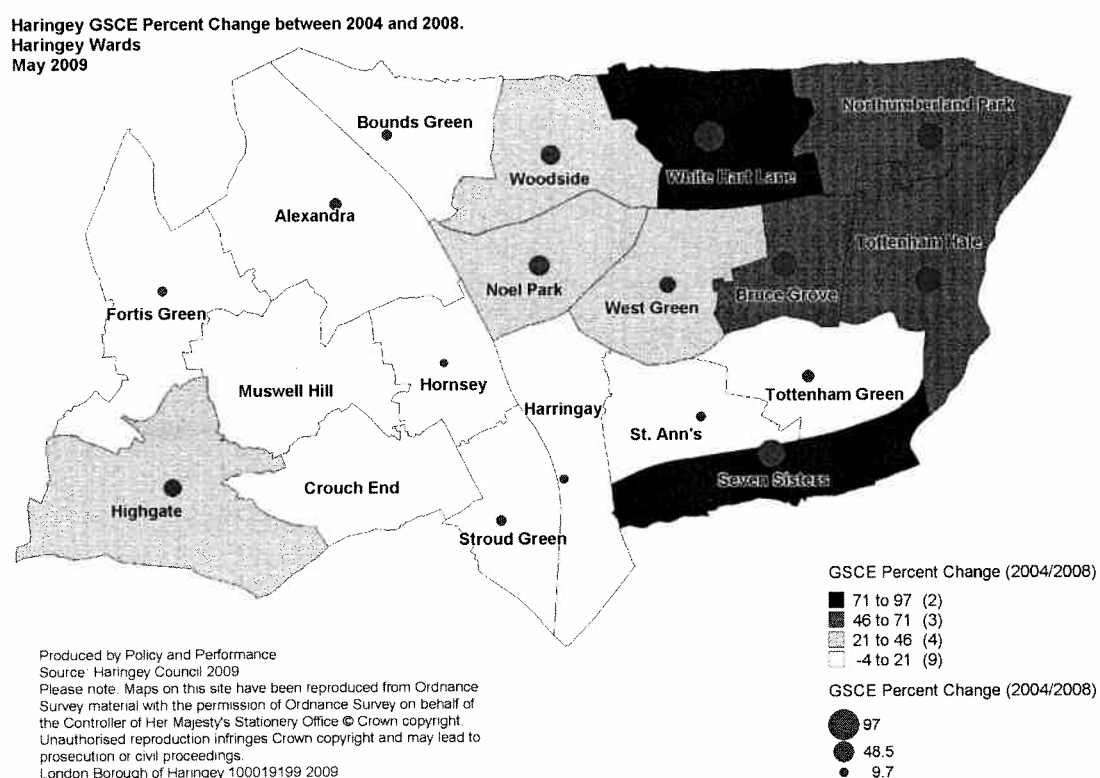 Haringey GSCE Percent Change between 2004 and 2008.
Haringey Wards
May 2009
Northumberland Park
Bounds Green
Woodside
White Hart Lane
Alexandra
Tottenham Hale
Noel Park
West Green
Bruce Grove
Fortis Green
Muswell Hill
Hornsey
Harringay
Tottenham Green
St. Ann's
Crouch End
Seven Sisters
Highgate
Stroud Green
GSCE Percent Change (2004/2008)
71 to 97 (2)
46 to 71 (3)
21 to 46 (4)
-4 to 21 (9)
GSCE Percent Change (2004/2008)
97
48.5
9.7
Produced by Policy and Performance
Source: Haringey Council 2009
Please note. Maps on this site have been reproduced from Ordnance
Survey material with the permission of Ordnance Survey on behalf of
the Controller of Her Majesty's Stationery Office © Crown copyright.
Unauthorised reproduction infringes Crown copyright and may lead to
prosecution or civil proceedings.
London Borough of Haringey 100019199 2009